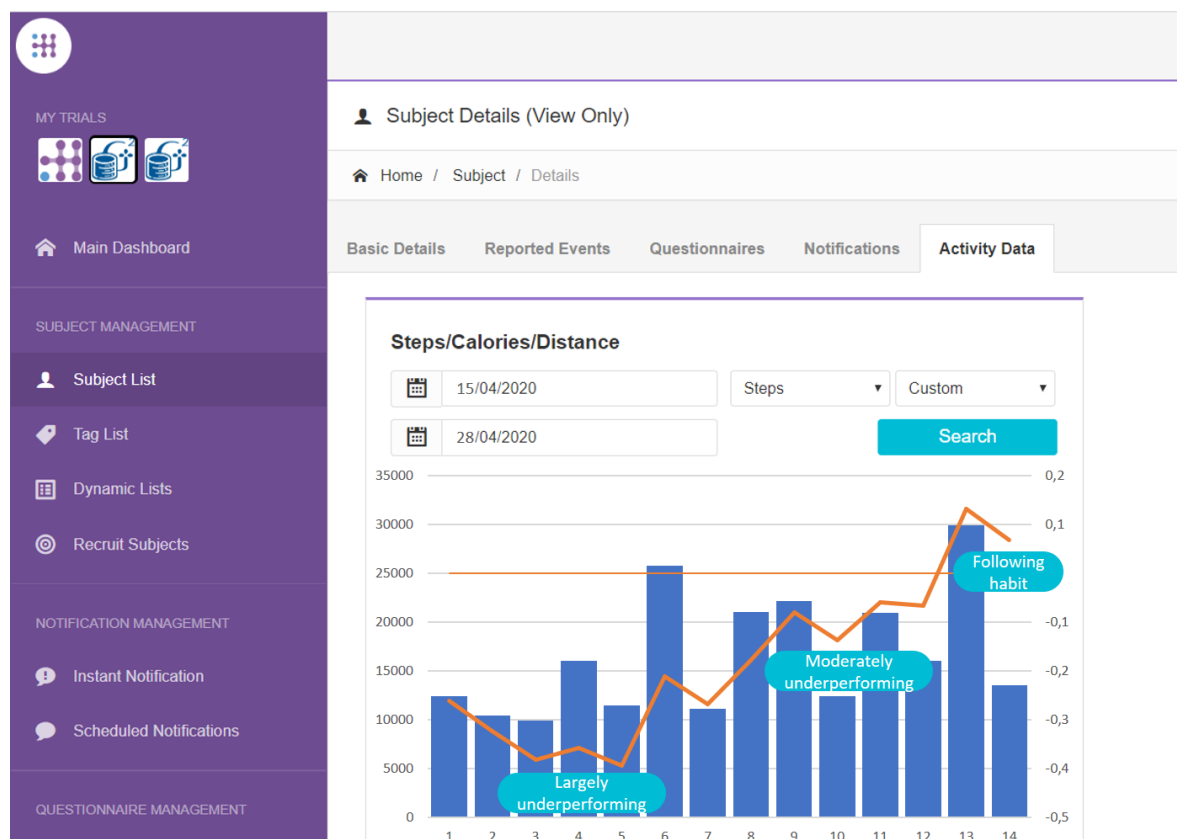 MY TRIALS
Main Dashboard
SUBJECT MANAGEMENT
Subject List
Tag List
Dynamic Lists
Recruit Subjects
NOTIFICATION MANAGEMENT
Instant Notification
Scheduled Notifications
QUESTIONNAIRE MANAGEMENT
Subject Details (View Only)
Home / Subject / Details
Basic Details Reported Events Questionnaires Notifications Activity Data
Steps/Calories/Distance
15/04/2020 Steps Custom
28/04/2020 Search
35000 0,2
30000 0,1
25000
20000 -0,1
15000 -0,2
10000 -0,3
5000 -0,4
0 -0,5
Following
habit
Moderately
underperforming
Largely
underperforming
1 2 3 4 5 6 7 8 9 10 11 12 13 14